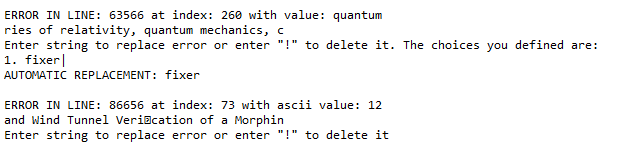 ERROR IN LINE: 63566 at index: 260 with value: quantum
ries of relativity, quantum mechanics, c
Enter string to replace error or enter "!" to delete it. The choices you defined are:
1. fixer|
AUTOMATIC REPLACEMENT: fixer
ERROR IN LINE: 86656 at index: 73 with ascii value: 12
and Wind Tunnel Veri□cation of a Morphin
Enter string to replace error or enter "!" to delete it